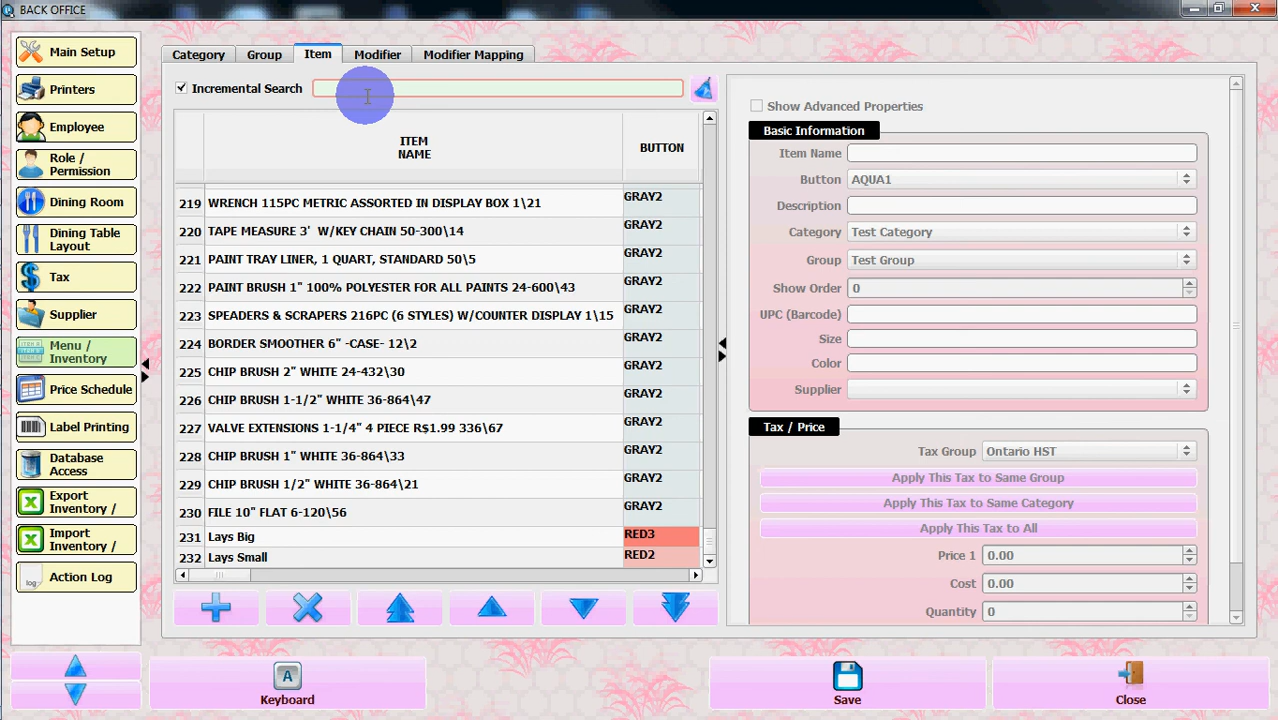 BACK OFFICE
Main Setup
Printers
Employee
Role /
Permission
Dining Room
Dining Table
Layout
Tax
Supplier
Menu /
Inventory
Price Schedule
Label Printing
Database
Access
Export
Inventory /
Import
Inventory /
Action Log
Category Group Item Modifier Modifier Mapping
Incremental Search
ITEM
NAME
BUTTON
219 WRENCH 115PC METRIC ASSORTED IN DISPLAY BOX 1\21 GRAY2
220 TAPE MEASURE 3' W/KEY CHAIN 50-300\14 GRAY2
221 PAINT TRAY LINER, 1 QUART, STANDARD 50\5 GRAY2
222 PAINT BRUSH 1" 100% POLYESTER FOR ALL PAINTS 24-600\43 GRAY2
223 SPEADERS & SCRAPERS 216PC (6 STYLES) W/COUNTER DISPLAY 1\15 GRAY2
224 BORDER SMOOTHER 6" -CASE- 12\2 GRAY2
225 CHIP BRUSH 2" WHITE 24-432\30 GRAY2
226 CHIP BRUSH 1-1/2" WHITE 36-864\47 GRAY2
227 VALVE EXTENSIONS 1-1/4" 4 PIECE R$1.99 336\67 GRAY2
228 CHIP BRUSH 1" WHITE 36-864\33 GRAY2
229 CHIP BRUSH 1/2" WHITE 36-864\21 GRAY2
230 FILE 10" FLAT 6-120\56 GRAY2
231 Lays Big RED3
232 Lays Small RED2
Show Advanced Properties
Basic Information
Item Name
Button AQUA1
Description
Category Test Category
Group Test Group
Show Order 0
UPC (Barcode)
Size
Color
Supplier
Tax / Price
Tax Group Ontario HST
Apply This Tax to Same Group
Apply This Tax to Same Category
Apply This Tax to All
Price 1 0.00
Cost 0.00
Quantity 0
A
Keyboard
Save
Close